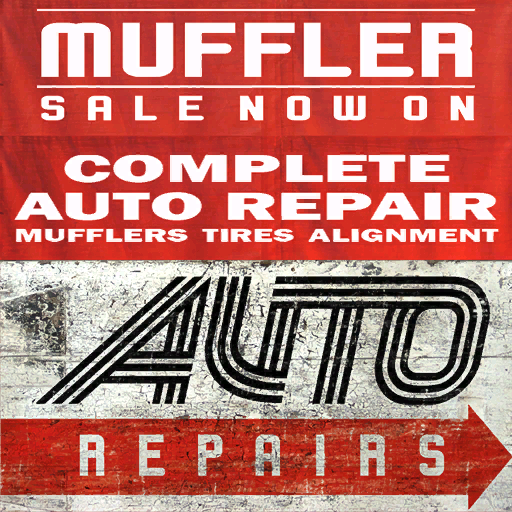 MUFFLER
SALE NOW ON
COMPLETE
AUTO REPAIR
MUFFLERS TIRES ALIGNMENT
AUTO
REPAIRS